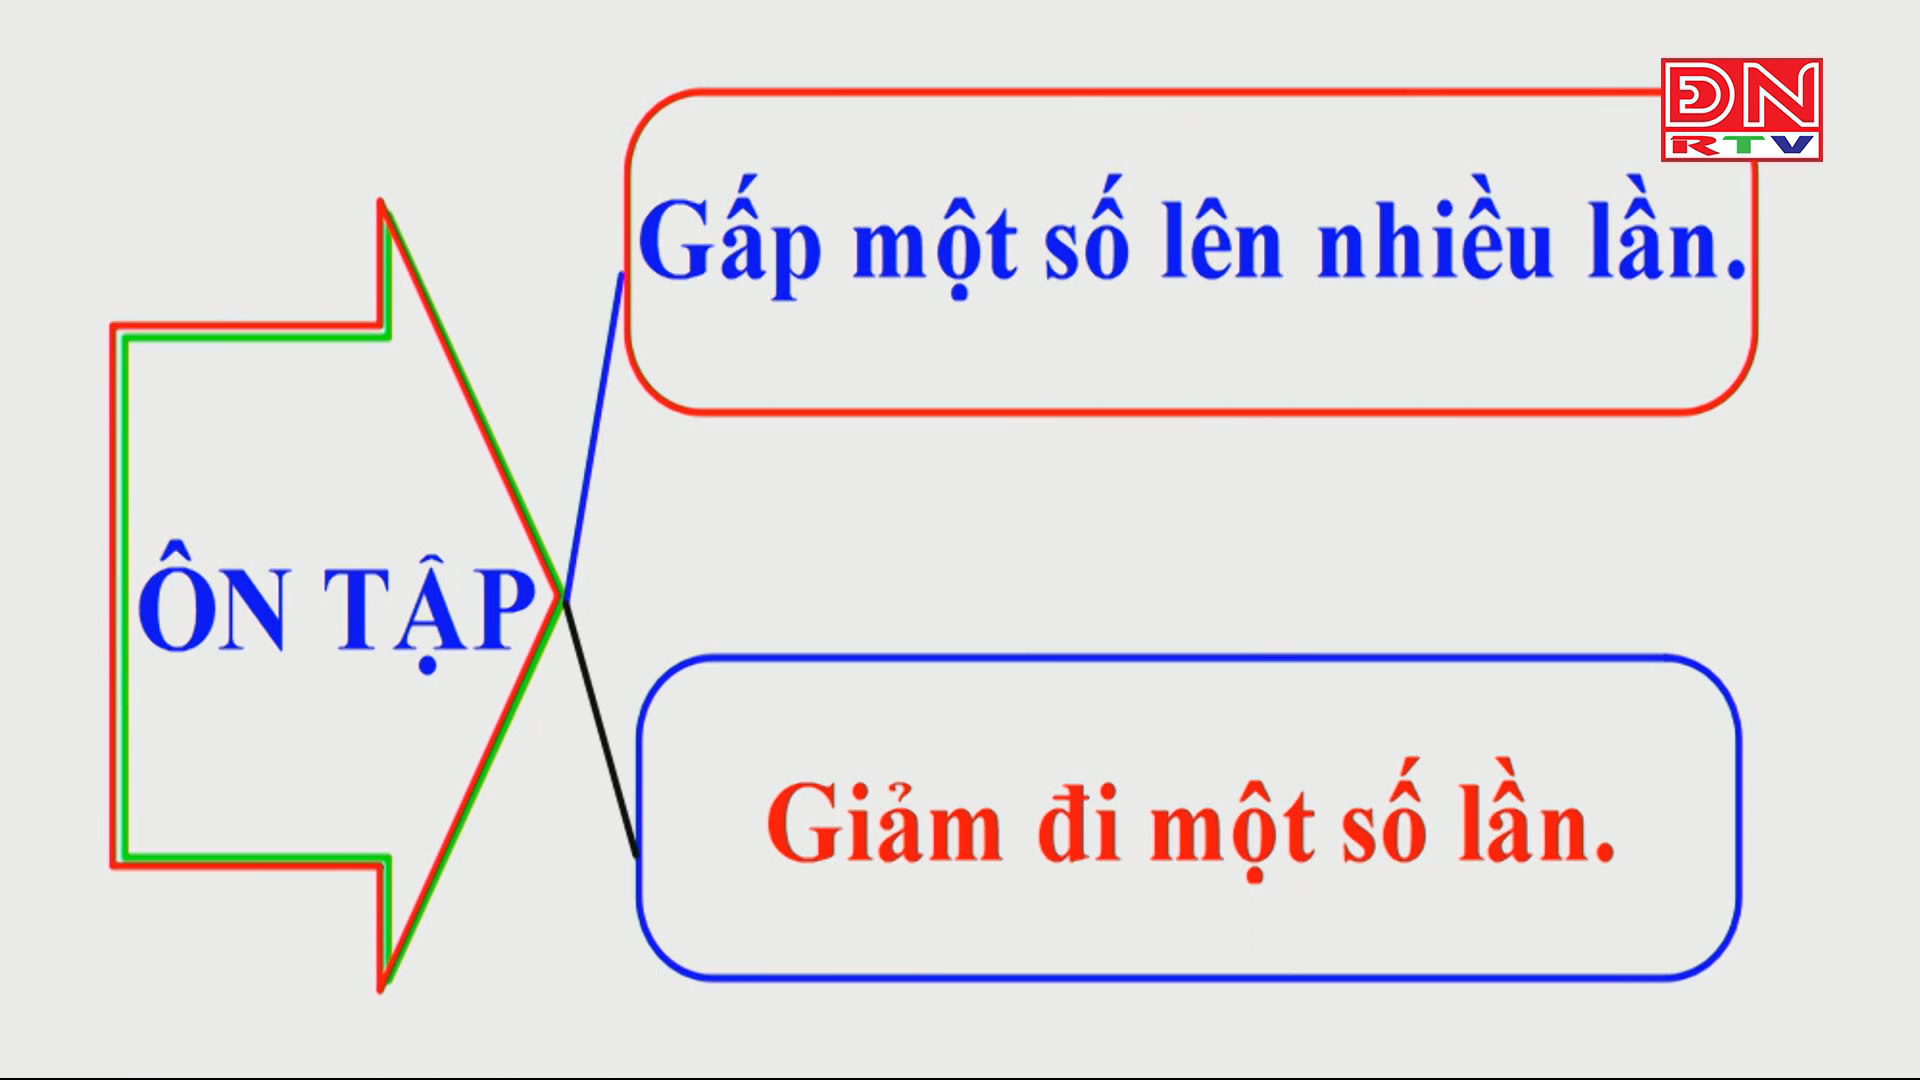 ĐN
RTV
Gấp một số lên nhiều lần.
ÔN TẬP
Giảm đi một số lần.